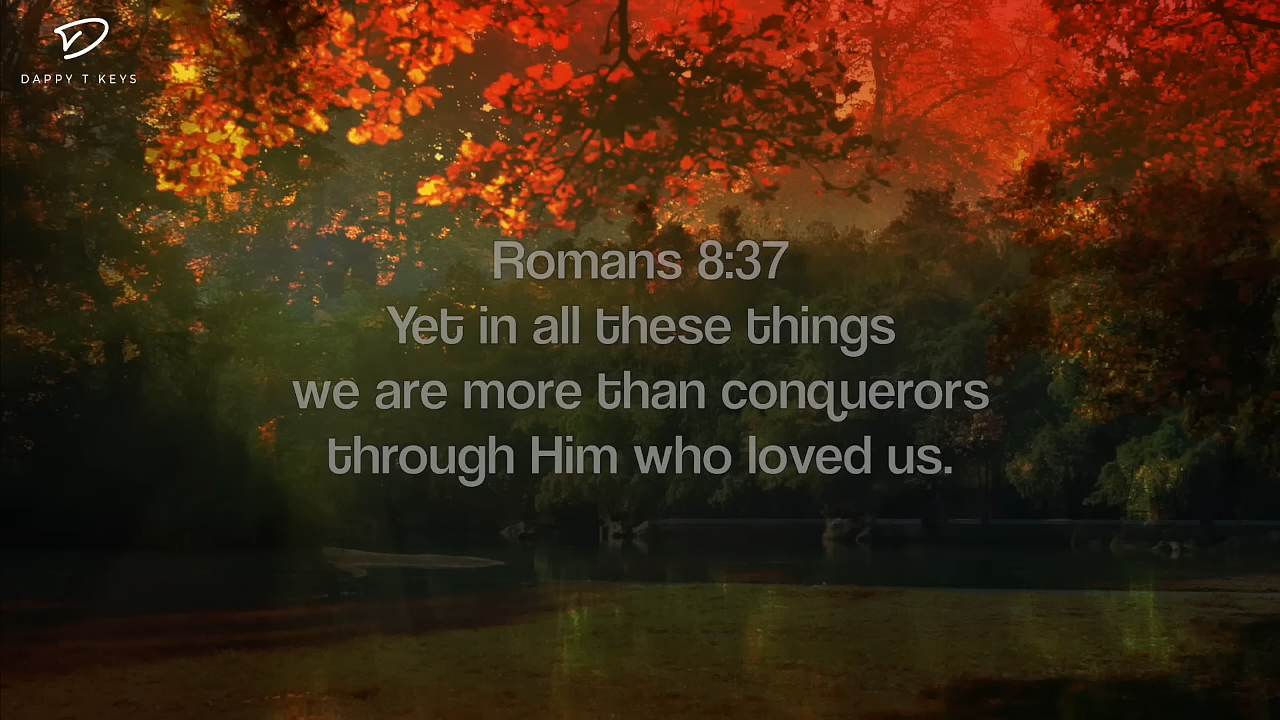 DAPPY T KEYS
Romans 8:37
Yet in all these things
we are more than conquerors
through Him who loved us.